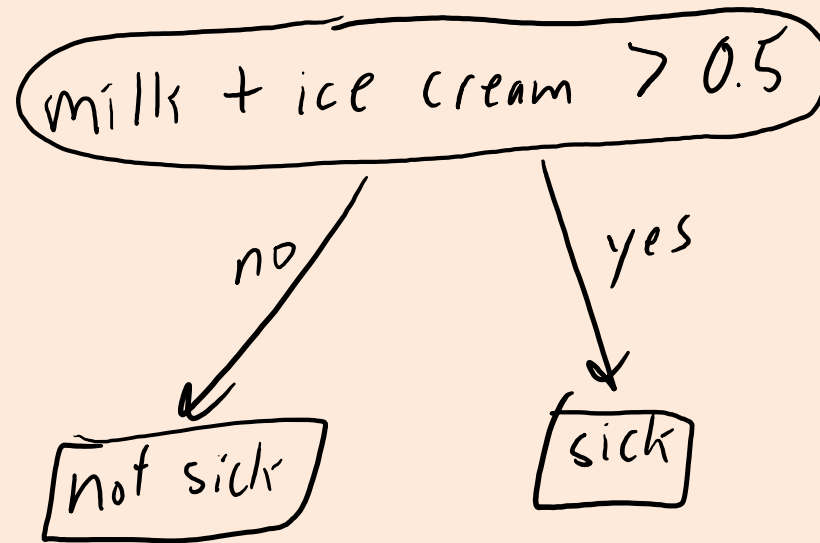 milk + ice cream > 0.5
no
yes
not sick
sick